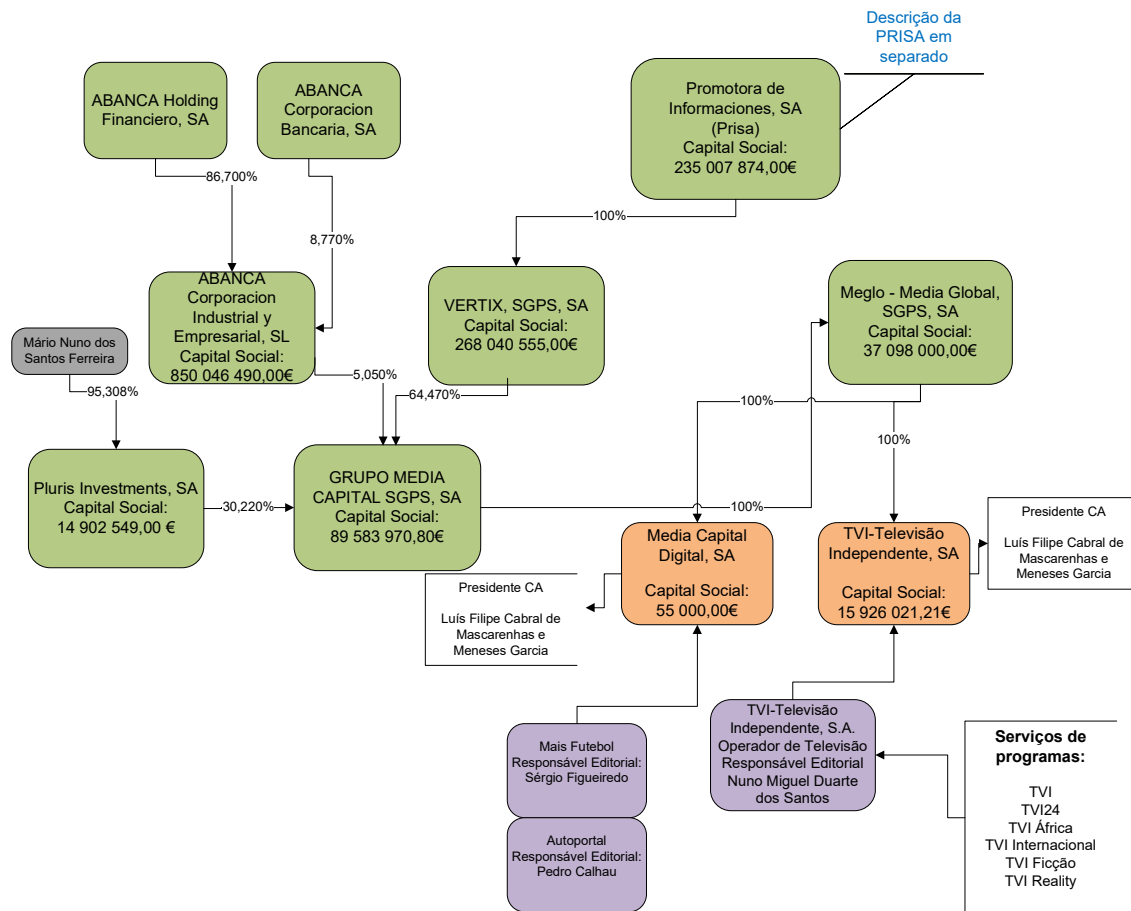 Descrição da
PRISA em
separado
ABANCA Holding
Financiero, SA
ABANCA
Corporacion
Bancaria, SA
Promotora de
Informaciones, SA
(Prisa)
Capital Social:
235 007 874,00€
86,700%
8,770%
100%
ABANCA
Corporacion
Industrial y
Empresarial, SL
Capital Social:
850 046 490,00€
VERTIX, SGPS, SA
Capital Social:
268 040 555,00€
Meglo - Media Global,
SGPS, SA
Capital Social:
37 098 000,00€
Mário Nuno dos
Santos Ferreira
95,308%
5,050%
64,470%
100%
100%
Pluris Investments, SA
Capital Social:
14 902 549,00 €
30,220%
GRUPO MEDIA
CAPITAL SGPS, SA
Capital Social:
89 583 970,80€
100%
Media Capital
Digital, SA
Capital Social:
55 000,00€
TVI-Televisão
Independente, SA
Capital Social:
15 926 021,21€
Presidente CA
Luís Filipe Cabral de
Mascarenhas e
Meneses Garcia
Presidente CA
Luís Filipe Cabral de
Mascarenhas e
Meneses Garcia
Mais Futebol
Responsável Editorial:
Sérgio Figueiredo
Autoportal
Responsável Editorial:
Pedro Calhau
TVI-Televisão
Independente, S.A.
Operador de Televisão
Responsável Editorial
Nuno Miguel Duarte
dos Santos
Serviços de
programas:
TVI
TVI24
TVI África
TVI Internacional
TVI Ficção
TVI Reality